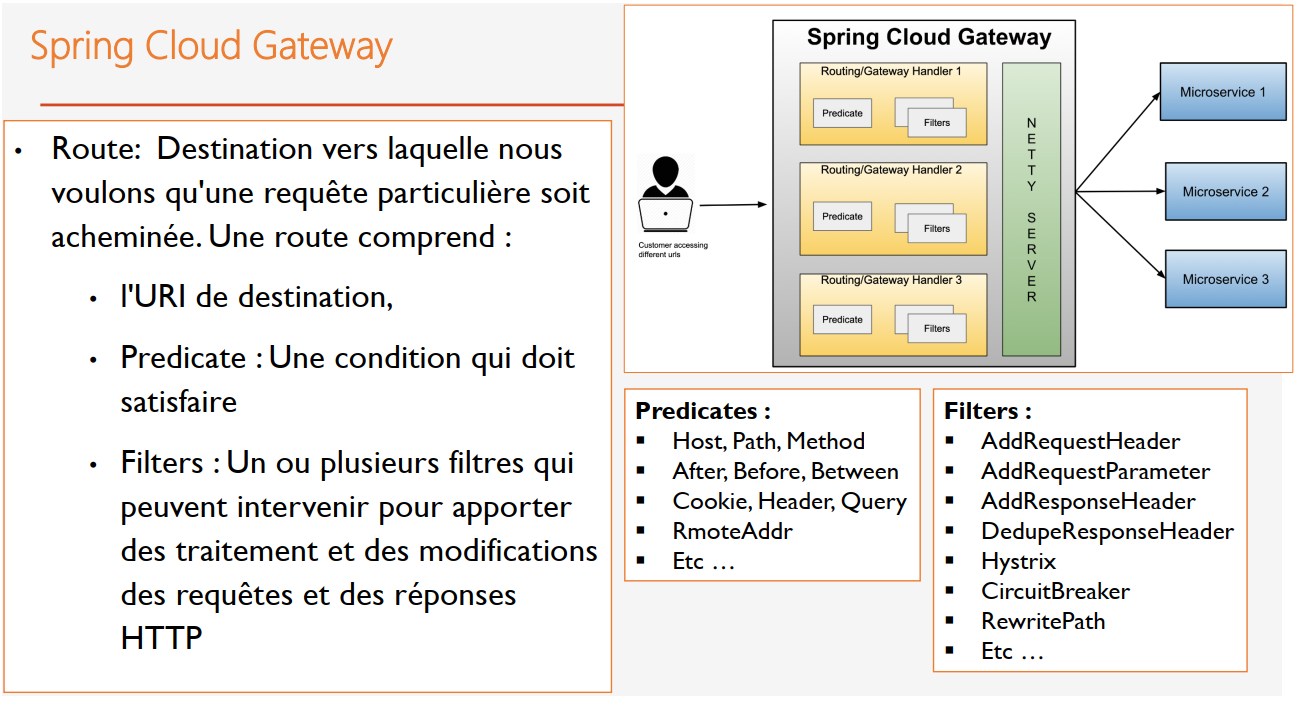 Spring Cloud Gateway
• Route: Destination vers laquelle nous
voulons qu'une requête particulière soit
acheminée. Une route comprend :
• l'URI de destination,
• Predicate : Une condition qui doit
satisfaire
• Filters : Un ou plusieurs filtres qui
peuvent intervenir pour apporter
des traitement et des modifications
des requêtes et des réponses
HTTP
Spring Cloud Gateway
Customer accessing
different urls
Routing/Gateway Handler 1
Predicate
Filters
Routing/Gateway Handler 2
Predicate
Filters
Routing/Gateway Handler 3
Predicate
Filters
NETTY SERVER
Microservice 1
Microservice 2
Microservice 3
Predicates :
▪ Host, Path, Method
▪ After, Before, Between
▪ Cookie, Header, Query
▪ RmoteAddr
▪ Etc …
Filters :
▪ AddRequestHeader
▪ AddRequestParameter
▪ AddResponseHeader
▪ DedupeResponseHeader
▪ Hystrix
▪ CircuitBreaker
▪ RewritePath
▪ Etc …